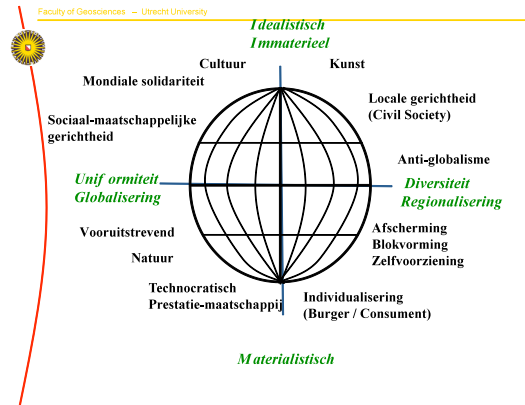 Faculty of Geosciences – Utrecht University
Idealistisch
Immaterieel
Cultuur
Kunst
Mondiale solidariteit
Locale gerichtheid
(Civil Society)
Sociaal-maatschappelijke
gerichtheid
Anti-globalisme
Unif ormiteit
Globalisering
Diversiteit
Regionalisering
Vooruitstrevend
Natuur
Afscherming
Blokvorming
Zelfvoorziening
Technocratisch
Prestatie-maatschappij
Individualisering
(Burger / Consument)
Materialistisch